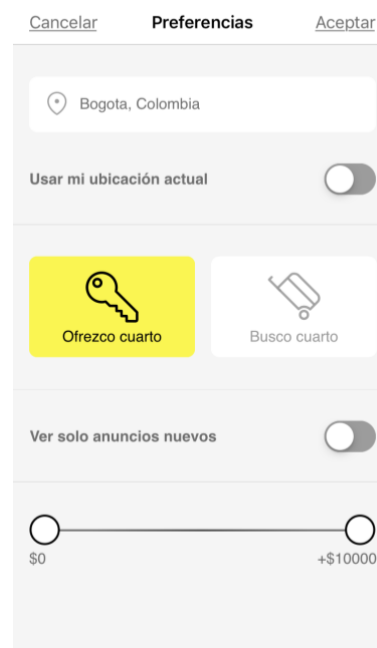 Cancelar Preferencias Aceptar
Bogota, Colombia
Usar mi ubicación actual
Ofrezco cuarto Busco cuarto
Ver solo anuncios nuevos
$0 +$10000